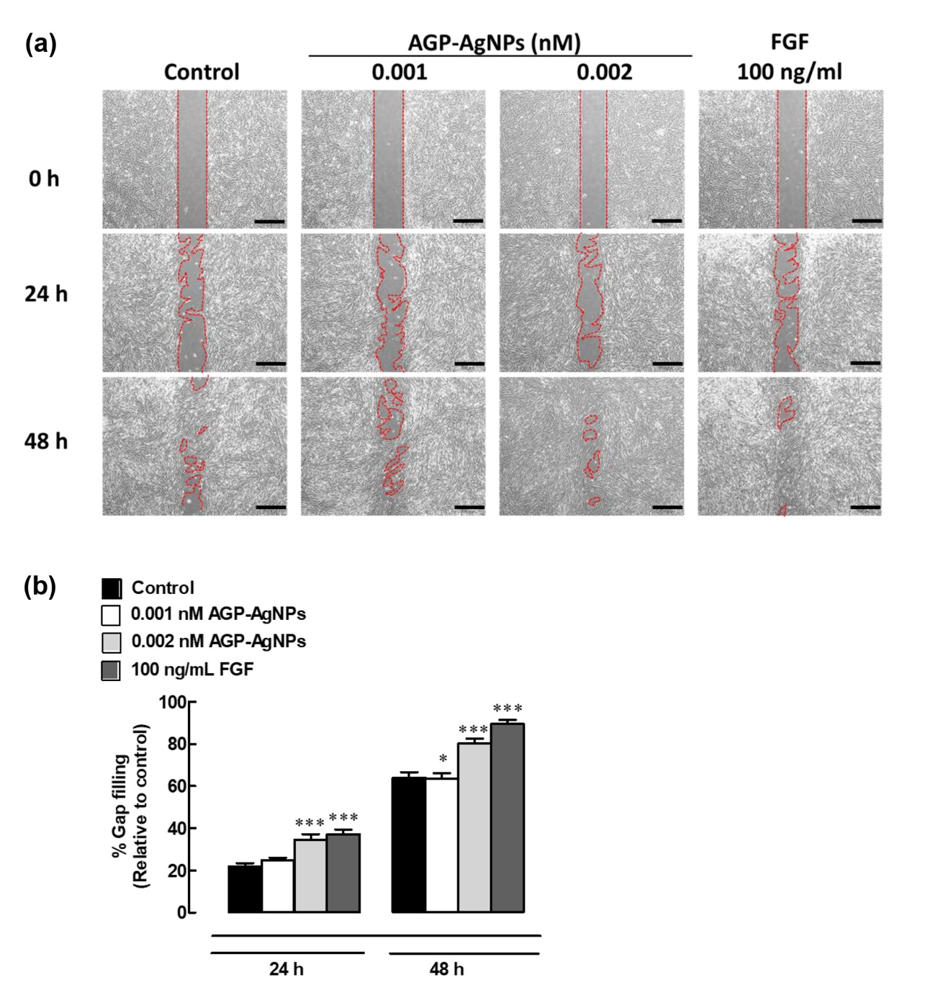 (a)
AGP-AgNPs (nM)
FGF
Control
0.001
0.002
100 ng/ml
0 h
24 h
48 h
(b)
Control
0.001 nM AGP-AgNPs
0.002 nM AGP-AgNPs
100 ng/mL FGF
% Gap filling
(Relative to control)
100
80
60
40
20
0
*** ***
* *** ***
24 h
48 h